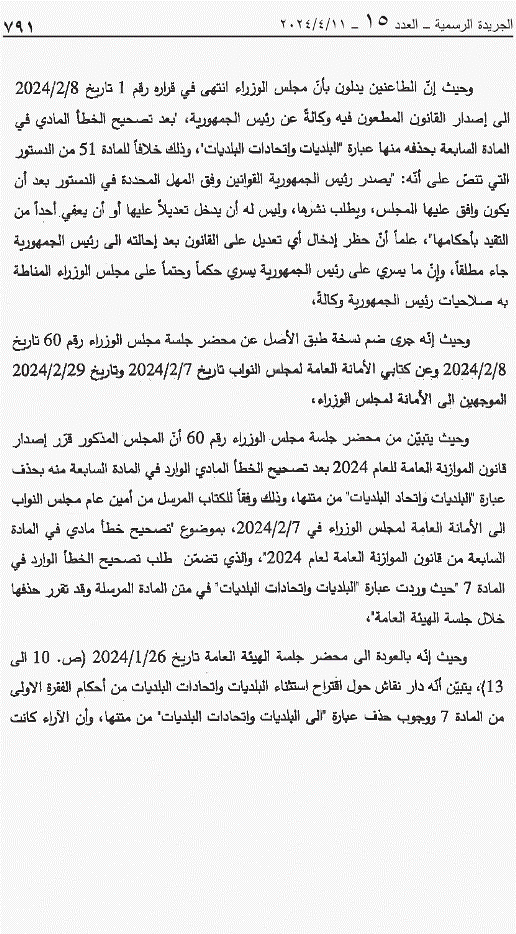 الجريدة الرسمية ــ العدد ١٥ ــ ٢٠٢٤/٤/١١ ٧٩١
وحيث إنّ الطاعنين يدلون بأنّ مجلس الوزراء انتهى في قراره رقم 1 تاريخ 2024/2/8
الى إصدار القانون المطعون فيه وكالةً عن رئيس الجمهورية، "بعد تصحيح الخطأ المادي في
المادة السابعة بحذفه منها عبارة "البلديات وإتحادات البلديات"، وذلك خلافاً للمادة 51 من الدستور
التي تنصّ على أنّه: "يصدر رئيس الجمهورية القوانين وفق المهل المحددة في الدستور بعد أن
يكون وافق عليها المجلس، ويطلب نشرها، وليس له أن يدخل تعديلاً عليها أو أن يعفي أحداً من
التقيد بأحكامها"، علماً أنّ حظر إدخال أي تعديل على القانون بعد إحالته الى رئيس الجمهورية
جاء مطلقاً، وإنّ ما يسري على رئيس الجمهورية يسري حكماً وحتماً على مجلس الوزراء المناطة
به صلاحيات رئيس الجمهورية وكالةً،
وحيث إنّه جرى ضم نسخة طبق الأصل عن محضر جلسة مجلس الوزراء رقم 60 تاريخ
2024/2/8 وعن كتابي الأمانة العامة لمجلس النواب تاريخ 2024/2/7 وتاريخ 2024/2/29
الموجهين الى الأمانة لمجلس الوزراء،
وحيث يتبيّن من محضر جلسة مجلس الوزراء رقم 60 أنّ المجلس المذكور قرّر إصدار
قانون الموازنة العامة للعام 2024 بعد تصحيح الخطأ المادي الوارد في المادة السابعة منه بحذف
عبارة "البلديات وإتحاد البلديات" من متنها، وذلك وفقاً للكتاب المرسل من أمين عام مجلس النواب
الى الأمانة العامة لمجلس الوزراء في 2024/2/7، بموضوع "تصحيح خطأ مادي في المادة
السابعة من قانون الموازنة العامة لعام 2024"، والذي تضمّن طلب تصحيح الخطأ الوارد في
المادة 7 "حيث وردت عبارة "البلديات وإتحادات البلديات" في متن المادة المرسلة وقد تقرر حذفها
خلال جلسة الهيئة العامة"،
وحيث إنّه بالعودة الى محضر جلسة الهيئة العامة تاريخ 2024/1/26 (ص. 10 الى
13)، يتبيّن أنّه دار نقاش حول اقتراح استثناء البلديات وإتحادات البلديات من أحكام الفقرة الاولى
من المادة 7 ووجوب حذف عبارة "الى البلديات واتحادات البلديات" من متنها، وأن الآراء كانت